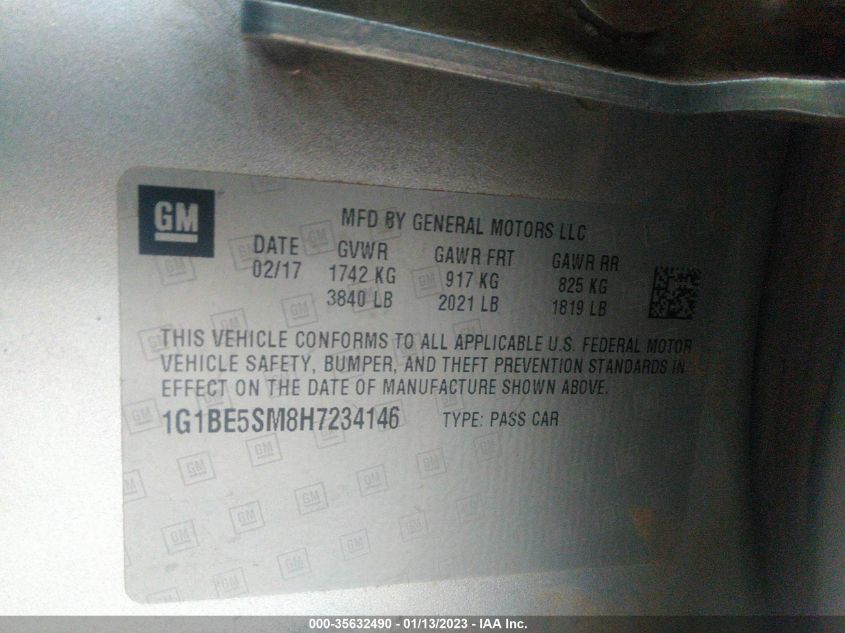 GM
MFD BY GENERAL MOTORS LLC
DATE GVWR GAWR FRT GAWR RR
02/17 1742 KG 917 KG 825 KG
3840 LB 2021 LB 1819 LB
THIS VEHICLE CONFORMS TO ALL APPLICABLE U.S. FEDERAL MOTOR
VEHICLE SAFETY, BUMPER, AND THEFT PREVENTION STANDARDS IN
EFFECT ON THE DATE OF MANUFACTURE SHOWN ABOVE.
1G1BE5SM8H7234146 TYPE: PASS CAR
000-35632490 - 01/13/2023 - IAA Inc.